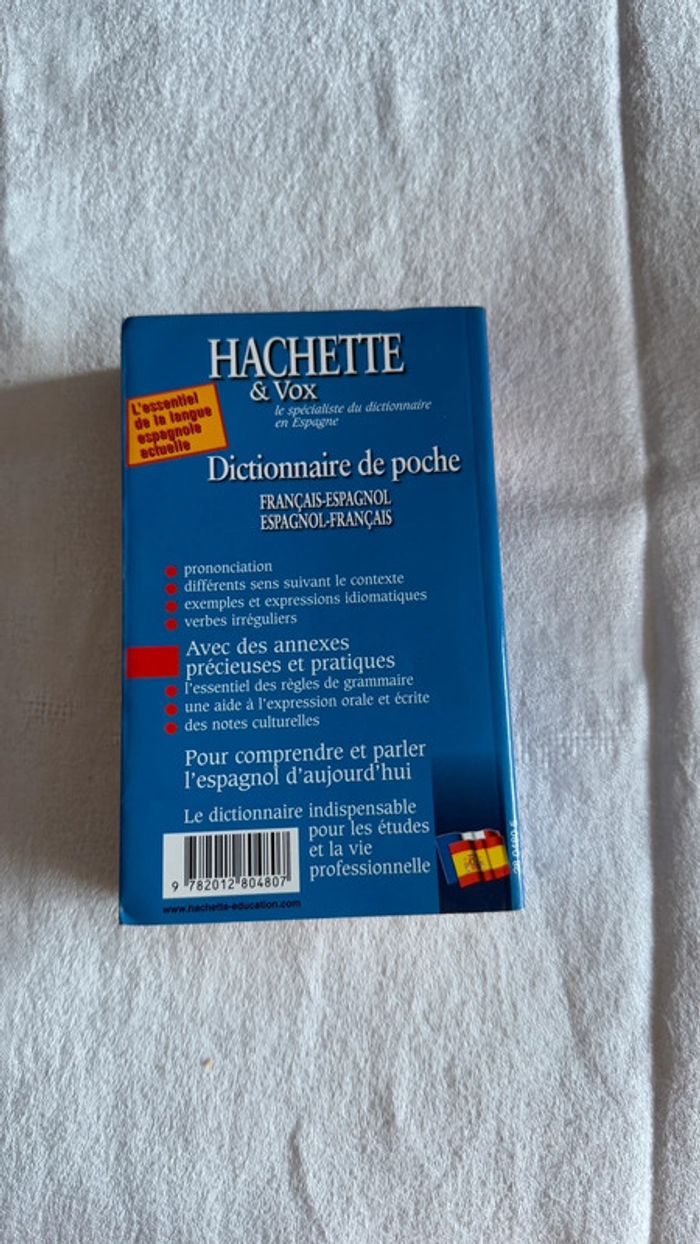 HACHETTE
& VOX
le spécialiste du dictionnaire
en Espagne
L'essentiel
de la langue
espagnole
actuelle
Dictionnaire de poche
FRANÇAIS-ESPAGNOL
ESPAGNOL-FRANÇAIS
prononciation
différents sens suivant le contexte
exemples et expressions idiomatiques
verbes irréguliers
Avec des annexes
précieuses et pratiques
l'essentiel des règles de grammaire
une aide à l'expression orale et écrite
des notes culturelles
Pour comprendre et parler
l'espagnol d'aujourd'hui
Le dictionnaire indispensable
pour les études
et la vie
professionnelle
9 782012 804807
www.hachette-education.com
28 0480 6